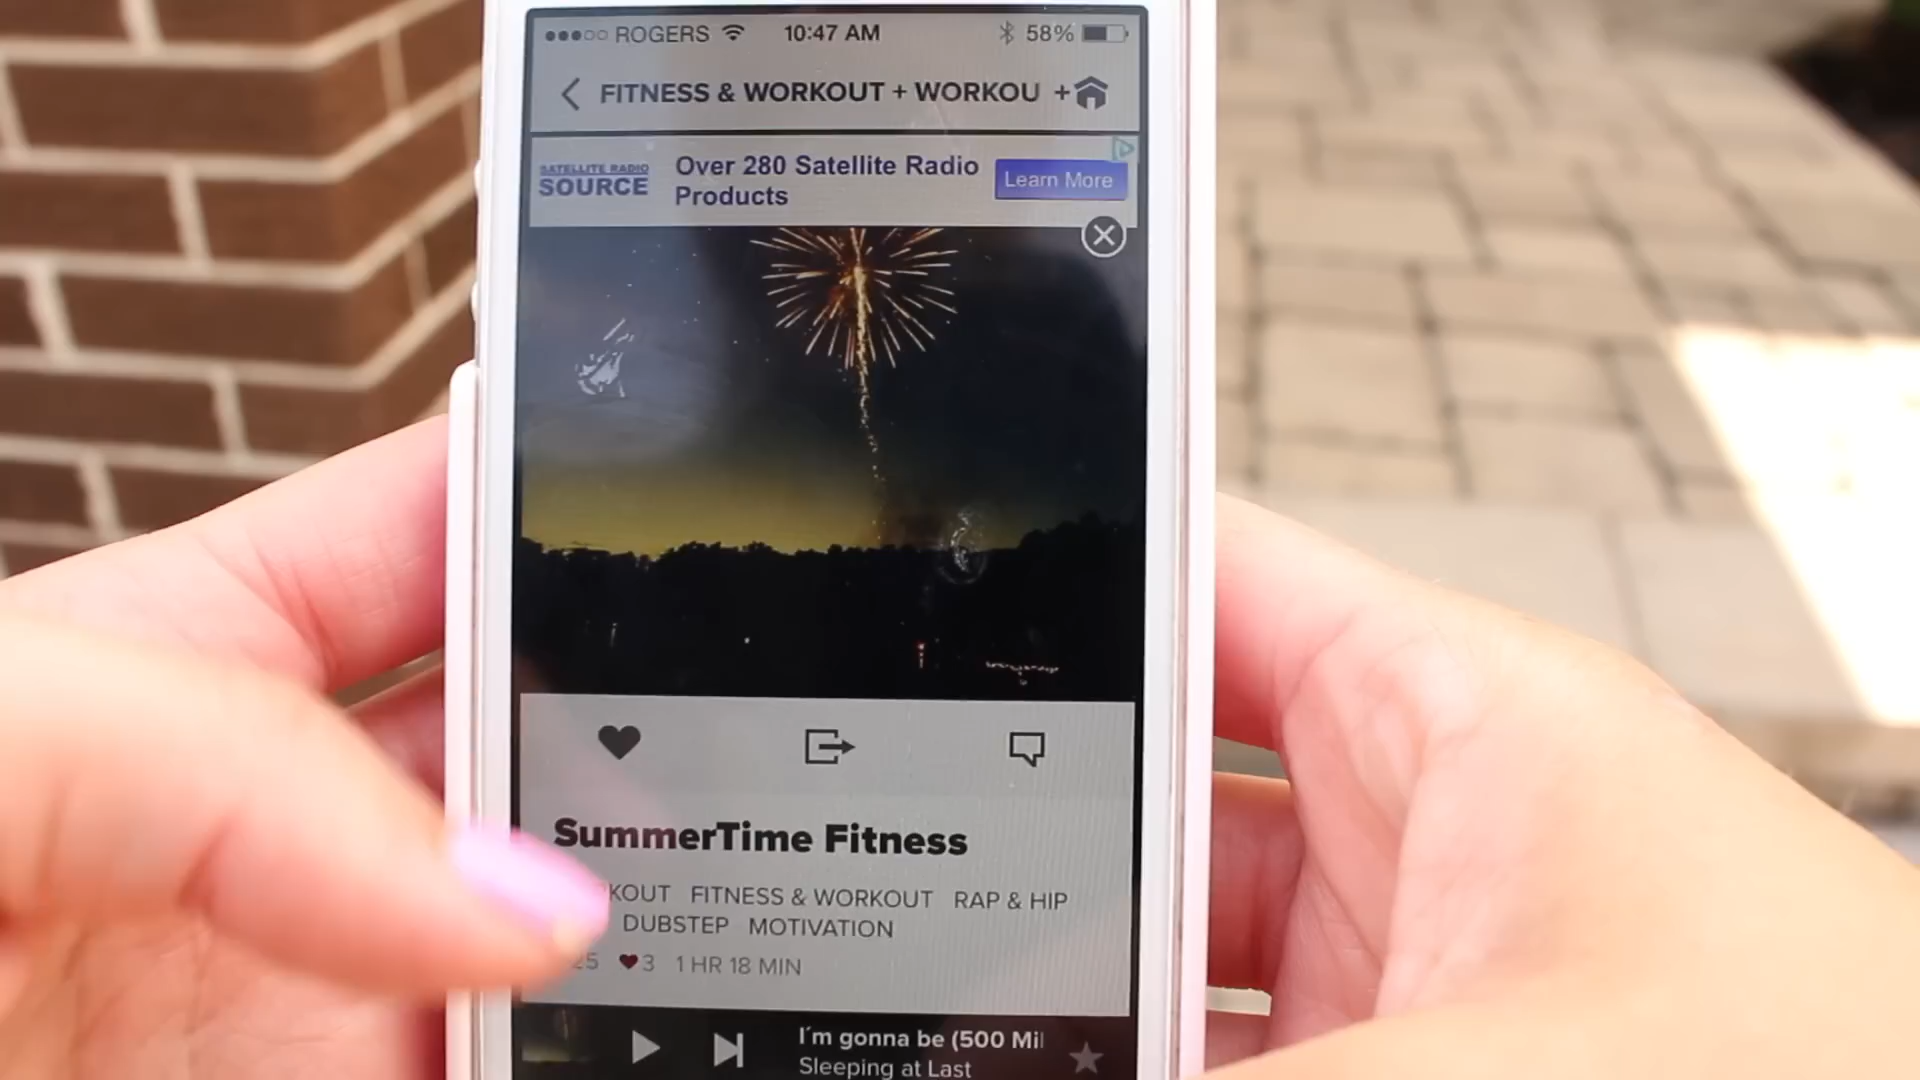 ROGERS 10:47 AM 58%
FITNESS & WORKOUT + WORKOU +
SATELLITE RADIO
SOURCE
Over 280 Satellite Radio
Products
Learn More
SummerTime Fitness
KOUT FITNESS & WORKOUT RAP & HIP
DUBSTEP MOTIVATION
25 3 1 HR 18 MIN
I´m gonna be (500 Mil
Sleeping at Last